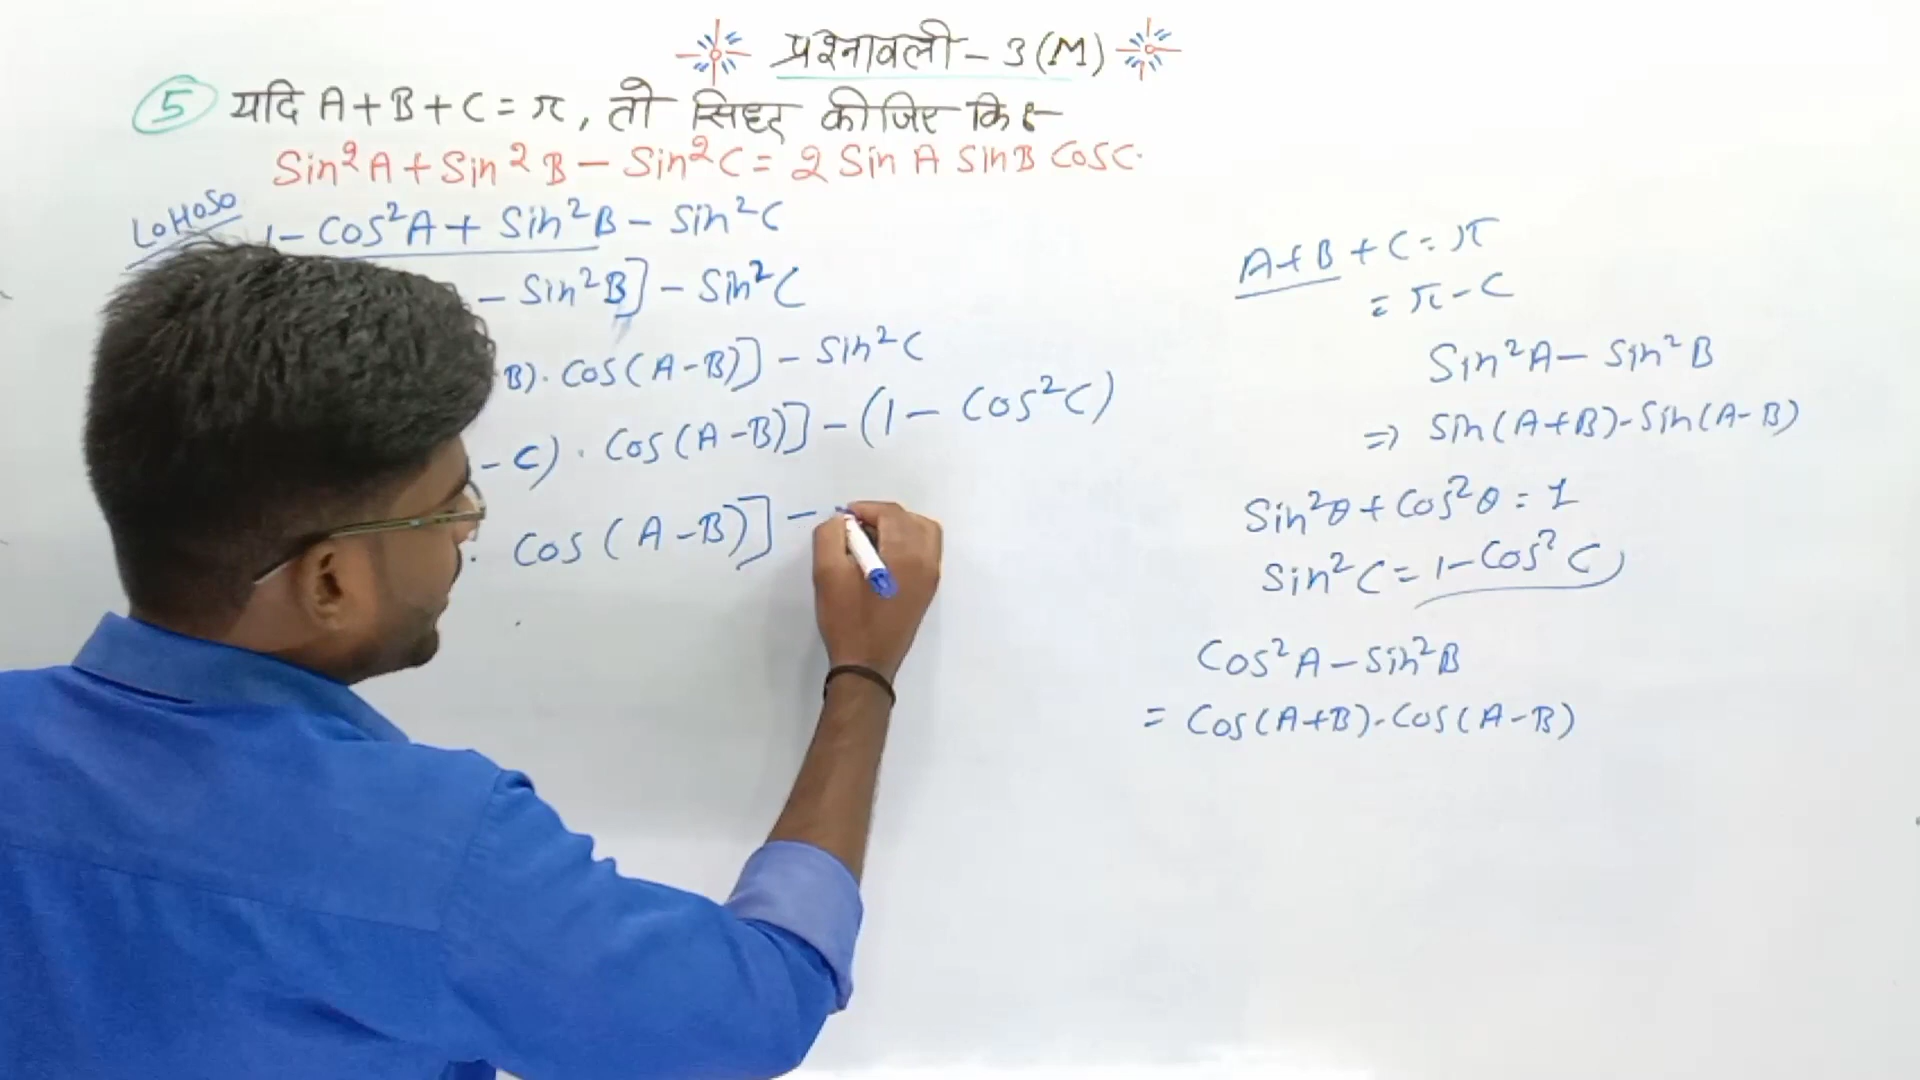 प्रश्नावली - 3 (M)
5 यदि A + B + C = π, तो सिध्द कीजिए कि :-
Sin²A + Sin²B - Sin²C = 2 Sin A Sin B Cos C.
L.H.S.
1 - Cos²A + Sin²B - Sin²C
- Sin²B] - Sin²C
B). Cos(A-B)] - Sin²C
- C). Cos(A-B)] - (1 - Cos²C)
. Cos(A-B)] -
A+B + C = π
= π - C
Sin²A - Sin²B
=> Sin(A+B)-Sin(A-B)
Sin²θ + Cos²θ = 1
Sin²C = 1 - Cos²C
Cos²A - Sin²B
= Cos(A+B).Cos(A-B)